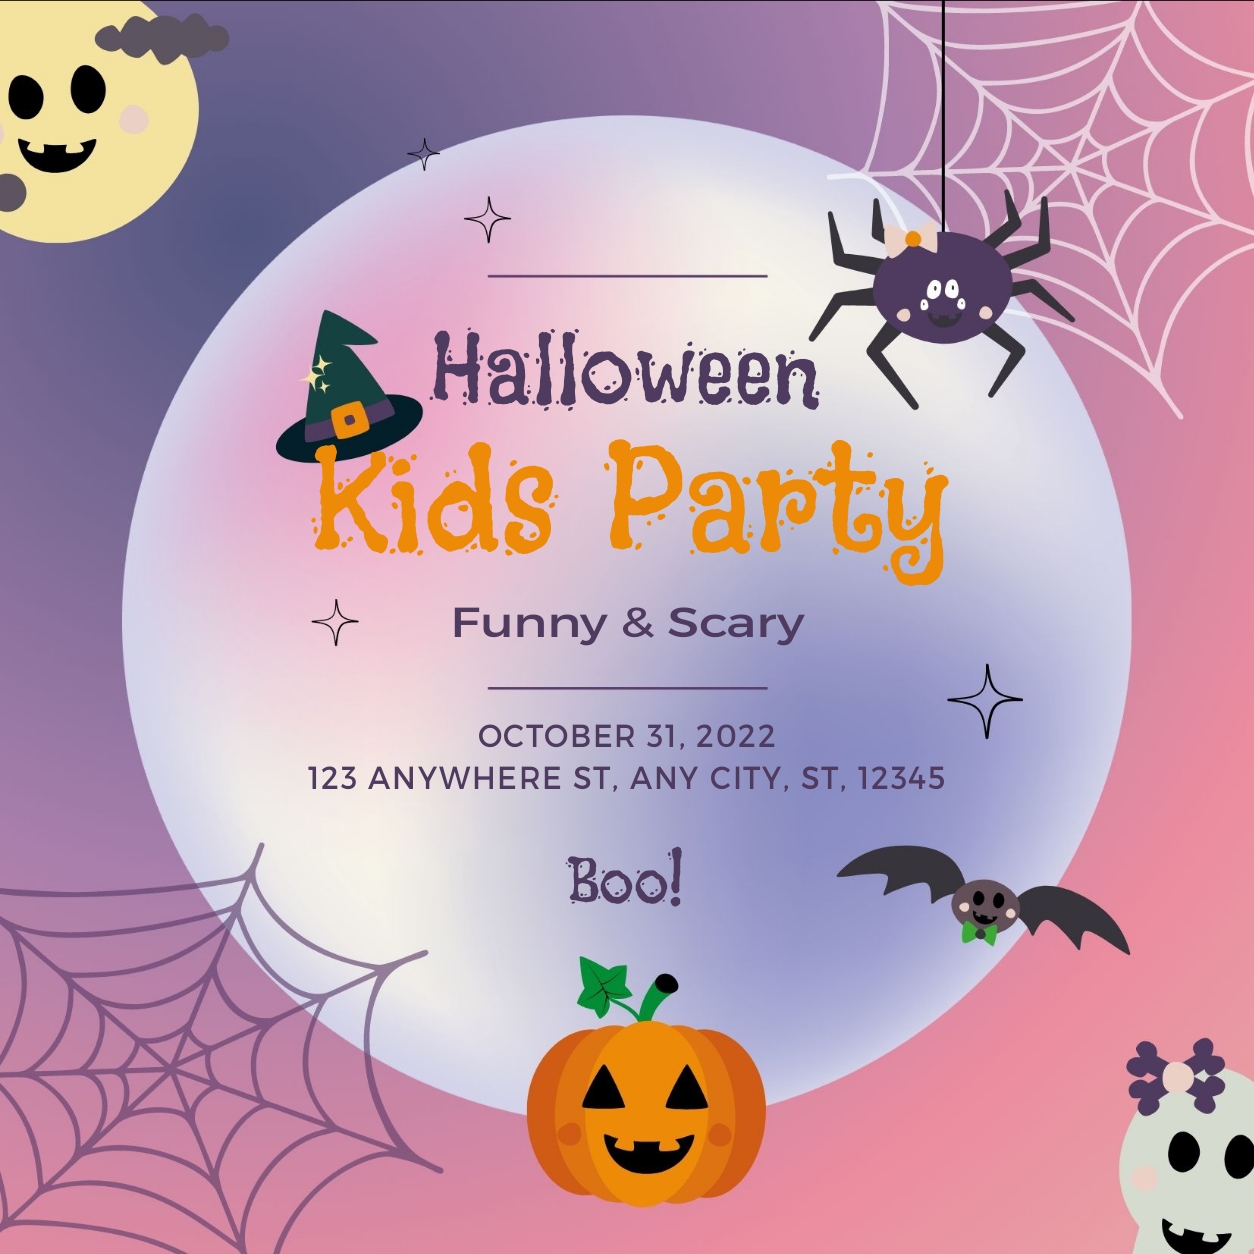 Halloween
Kids Party
Funny & Scary
OCTOBER 31, 2022
123 ANYWHERE ST, ANY CITY, ST, 12345
Boo!